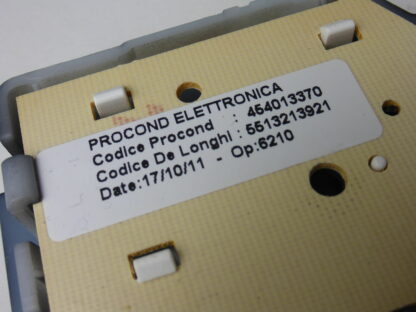 PROCOND ELETTRONICA
Codice Procond : 454013370
Codice De Longhi : 5513213921
Date:17/10/11 - Op:6210